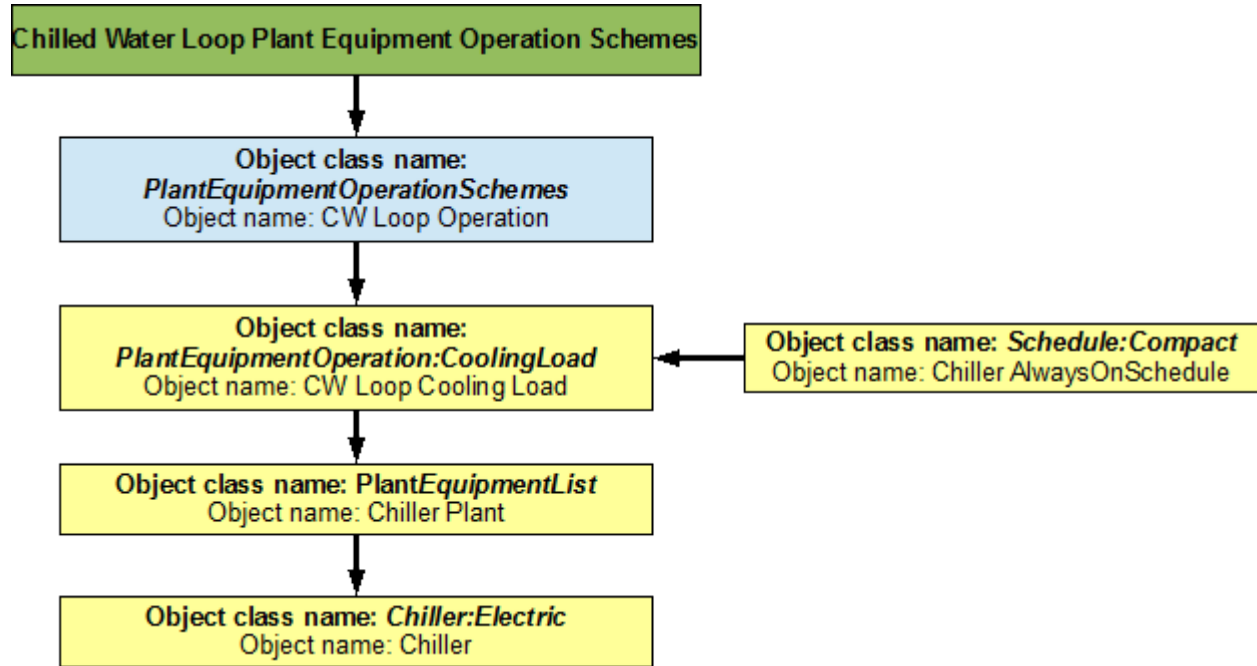 Chilled Water Loop Plant Equipment Operation Schemes
Object class name:
PlantEquipmentOperationSchemes
Object name: CW Loop Operation
Object class name:
PlantEquipmentOperation:CoolingLoad
Object name: CW Loop Cooling Load
Object class name: Schedule:Compact
Object name: Chiller AlwaysOnSchedule
Object class name: PlantEquipmentList
Object name: Chiller Plant
Object class name: Chiller:Electric
Object name: Chiller